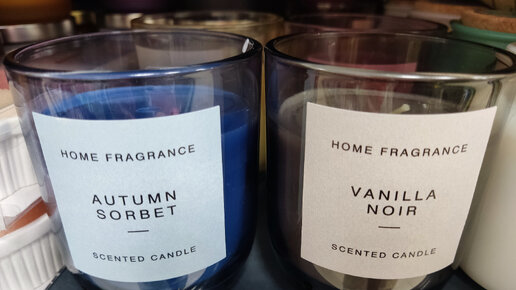 HOME FRAGRANCE
AUTUMN
SORBET
SCENTED CANDLE
HOME FRAGRANCE
VANILLA
NOIR
SCENTED CANDLE